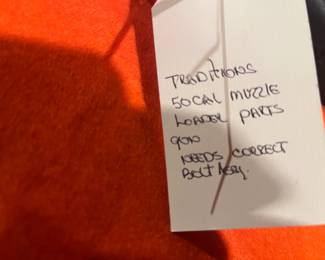 TRADITIONS
50 CAL MUZZLE
LOADER PARTS
gun
NEEDS CORRECT
BOLT ASSY.